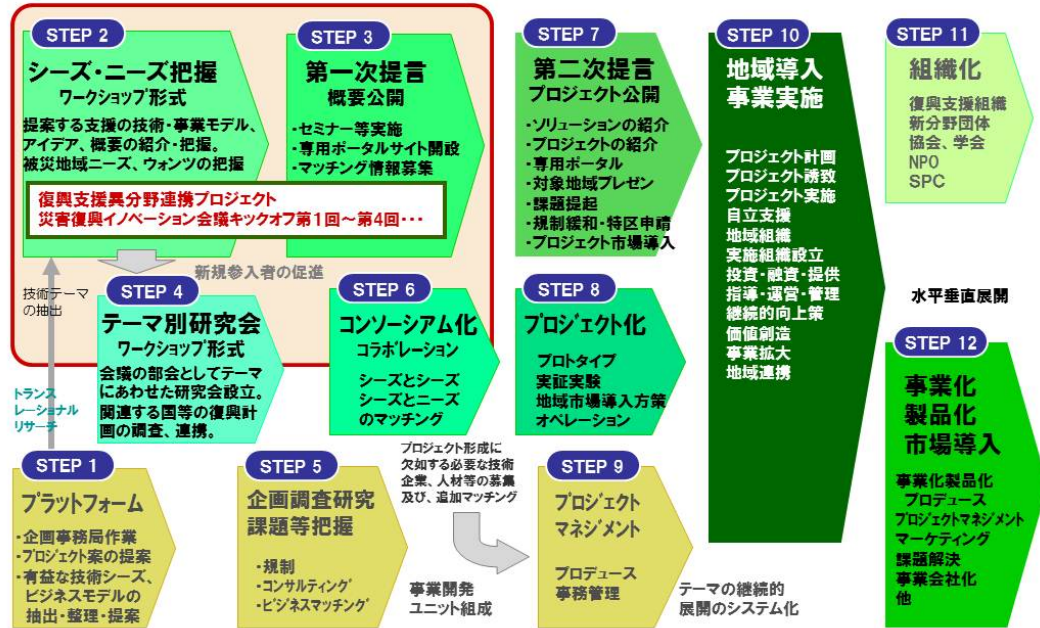 STEP 2
シーズ・ニーズ把握
ワークショップ形式
提案する支援の技術・事業モデル、
アイデア、概要の紹介・把握。
被災地域ニーズ、ウォンツの把握
STEP 3
第一次提言
概要公開
・セミナー等実施
・専用ポータルサイト開設
・マッチング情報募集
復興支援異分野連携プロジェクト
災害復興イノベーション会議キックオフ第1回～第4回・・・
新規参入者の促進
STEP 7
第二次提言
プロジェクト公開
・ソリューションの紹介
・プロジェクトの紹介
・専用ポータル
・対象地域プレゼン
・課題提起
・規制緩和・特区申請
・プロジェクト市場導入
STEP 10
地域導入
事業実施
プロジェクト計画
プロジェクト誘致
プロジェクト実施
自立支援
地域組織
実施組織設立
投資・融資・提供
指導・運営・管理
継続的向上策
価値創造
事業拡大
地域連携
STEP 11
組織化
復興支援組織
新分野団体
協会、学会
NPO
SPC
技術テーマ
の抽出
トランス
レーショナル
リサーチ
STEP 4
テーマ別研究会
ワークショップ形式
会議の部会としてテーマ
にあわせた研究会設立。
関連する国等の復興計
画の調査、連携。
STEP 6
コンソーシアム化
コラボレーション
シーズとシーズ
シーズとニーズ
のマッチング
STEP 8
プロジェクト化
プロトタイプ
実証実験
地域市場導入方策
オペレーション
水平垂直展開
STEP 12
事業化
製品化
市場導入
事業化製品化
プロデュース
プロジェクトマネジメント
マーケティング
課題解決
事業会社化
他
STEP 1
プラットフォーム
・企画事務局作業
・プロジェクト案の提案
・有益な技術シーズ、
ビジネスモデルの
抽出・整理・提案
STEP 5
企画調査研究
課題等把握
・規制
・コンサルティング
・ビジネスマッチング
プロジェクト形成に
欠如する必要な技術
企業、人材等の募集
及び、追加マッチング
事業開発
ユニット組成
STEP 9
プロジェクト
マネジメント
プロデュース
事務管理
テーマの継続的
展開のシステム化